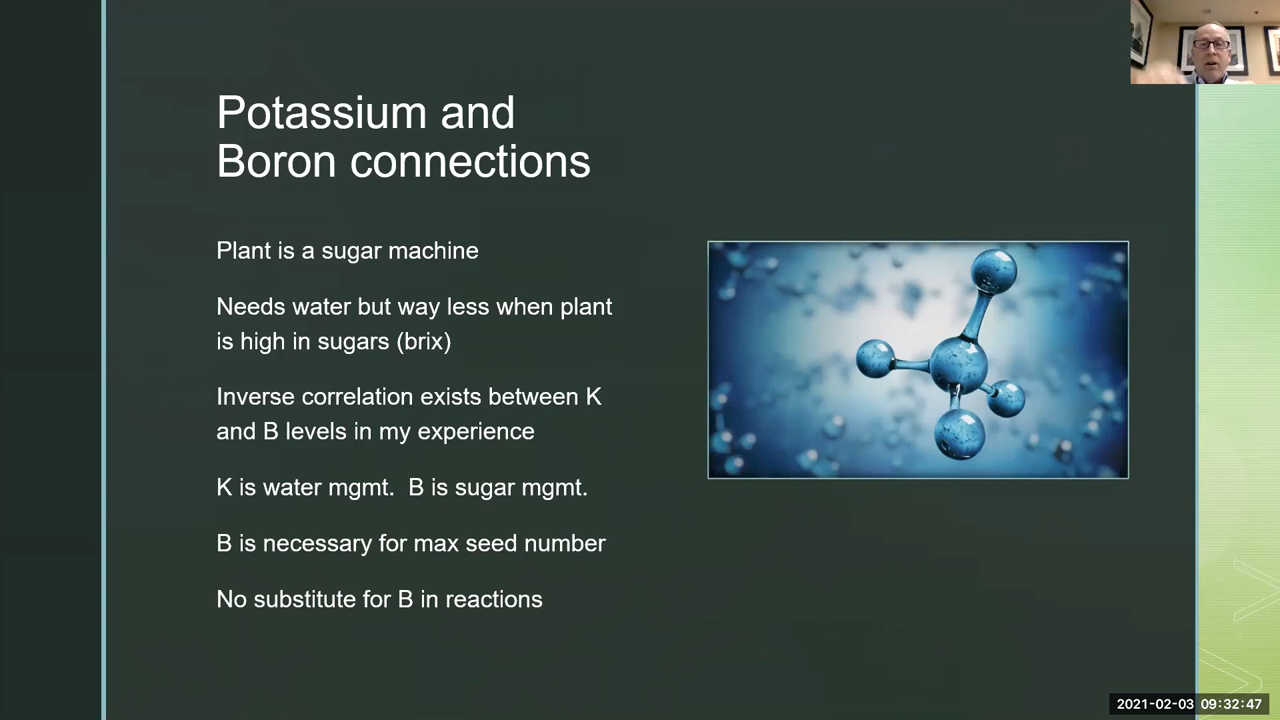 Potassium and
Boron connections
Plant is a sugar machine
Needs water but way less when plant
is high in sugars (brix)
Inverse correlation exists between K
and B levels in my experience
K is water mgmt.  B is sugar mgmt.
B is necessary for max seed number
No substitute for B in reactions
2021-02-03 09:32:47